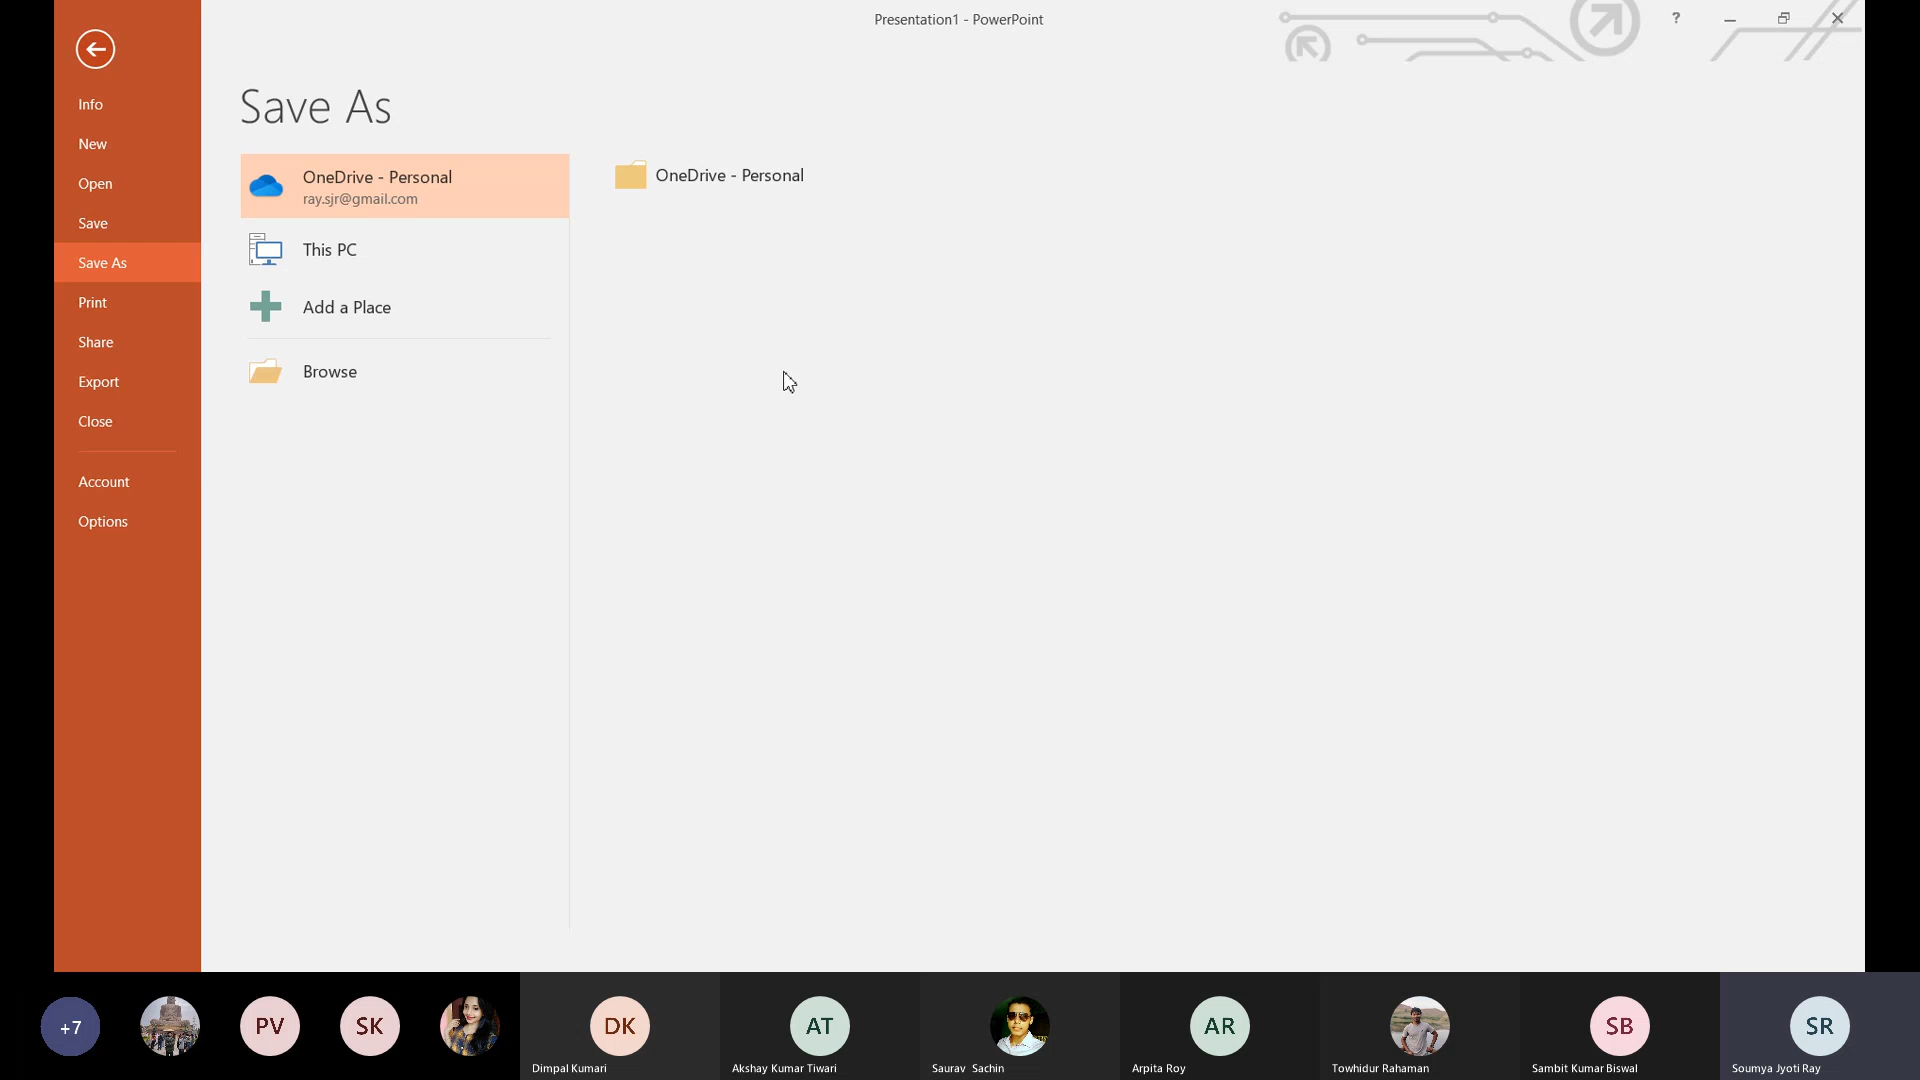 Presentation1 - PowerPoint
?
Info
New
Open
Save
Save As
Print
Share
Export
Close
Account
Options
Save As
OneDrive - Personal
ray.sjr@gmail.com
This PC
Add a Place
Browse
OneDrive - Personal
+7
PV
SK
DK
Dimpal Kumari
AT
Akshay Kumar Tiwari
Saurav Sachin
AR
Arpita Roy
Towhidur Rahaman
SB
Sambit Kumar Biswal
SR
Soumya Jyoti Ray